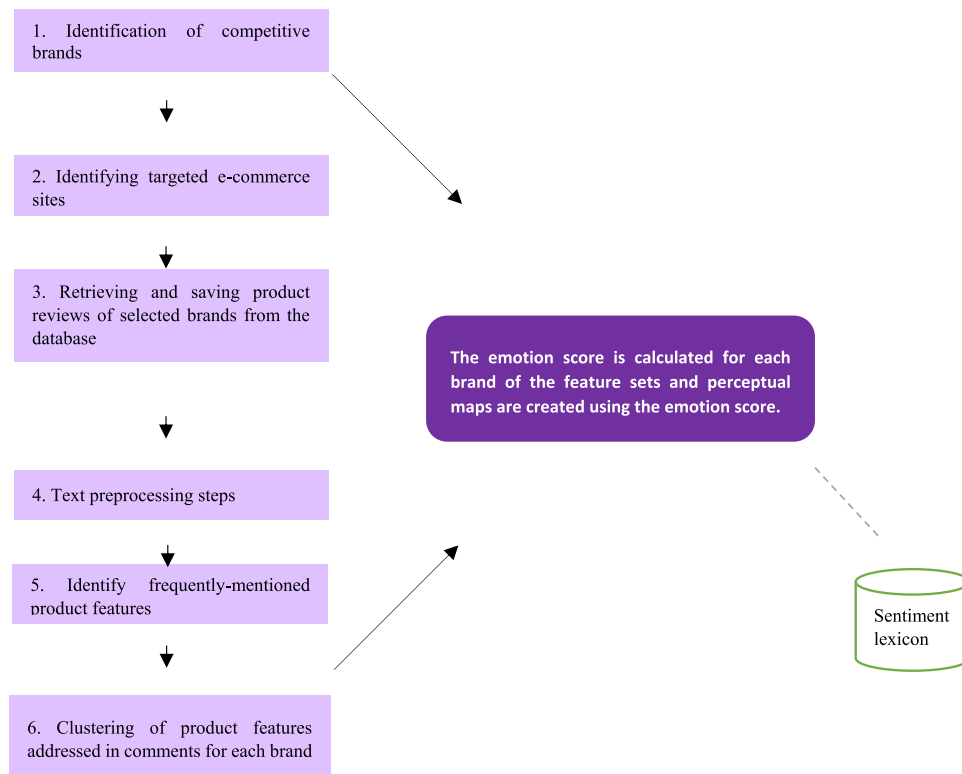 1. Identification of competitive
brands
2. Identifying targeted e-commerce
sites
3. Retrieving and saving product
reviews of selected brands from the
database
The emotion score is calculated for each
brand of the feature sets and perceptual
maps are created using the emotion score.
4. Text preprocessing steps
5. Identify frequently-mentioned
product features
Sentiment
lexicon
6. Clustering of product features
addressed in comments for each brand